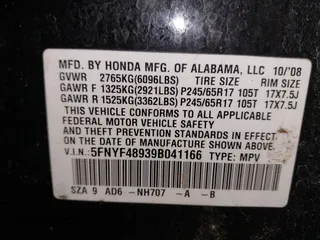 MFD. BY HONDA MFG. OF ALABAMA, LLC 10/'08
GVWR 2765KG(6096LBS) TIRE SIZE RIM SIZE
GAWR F 1325KG(2921LBS) P245/65R17 105T 17X7.5J
GAWR R 1525KG(3362LBS) P245/65R17 105T 17X7.5J
THIS VEHICLE CONFORMS TO ALL APPLICABLE
FEDERAL MOTOR VEHICLE SAFETY STANDARDS
IN EFFECT ON THE DATE OF MANUFACTURE
SHOWN ABOVE.
V.I.N.: 5FNYF48939B041166 TYPE: MPV
SZA 9 AD6 -NH707 -A -B